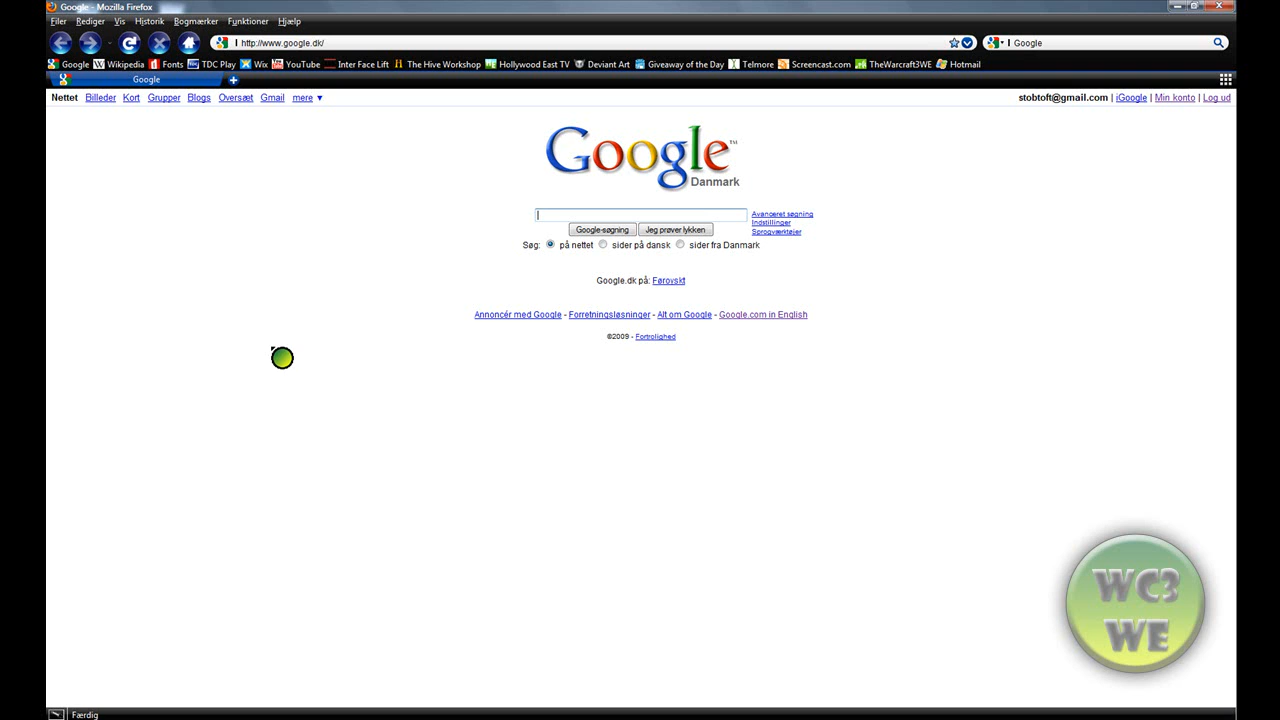 Google - Mozilla Firefox
Filer Rediger Vis Historik Bogmærker Funktioner Hjælp
http://www.google.dk/ Google
Google Wikipedia Fonts TDC Play Wix YouTube Inter Face Lift The Hive Workshop Hollywood East TV Deviant Art Giveaway of the Day Telmore Screencast.com TheWarcraft3WE Hotmail
Google
Nettet Billeder Kort Grupper Blogs Oversæt Gmail mere ▼ stobtoft@gmail.com | iGoogle | Min konto | Log ud
Google™
Danmark
Avanceret søgning
Indstillinger
Sprogværktøjer
Google-søgning Jeg prøver lykken
Søg: på nettet sider på dansk sider fra Danmark
Google.dk på: Føroyskt
Annoncér med Google - Forretningsløsninger - Alt om Google - Google.com in English
©2009 - Fortrolighed
WC3
WE
Færdig